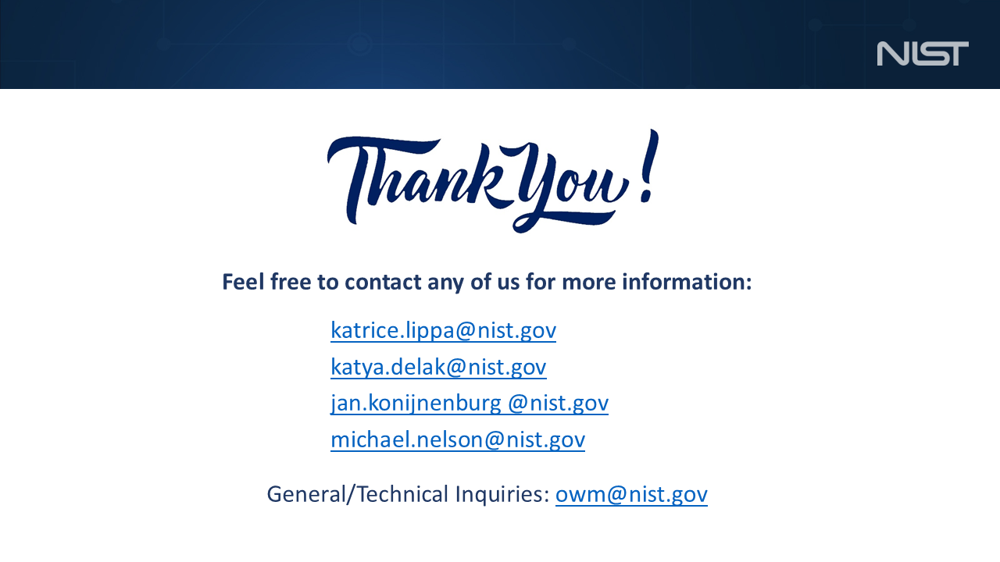 NIST
Thank You!
Feel free to contact any of us for more information:
katrice.lippa@nist.gov
katya.delak@nist.gov
jan.konijnenburg @nist.gov
michael.nelson@nist.gov
General/Technical Inquiries: owm@nist.gov